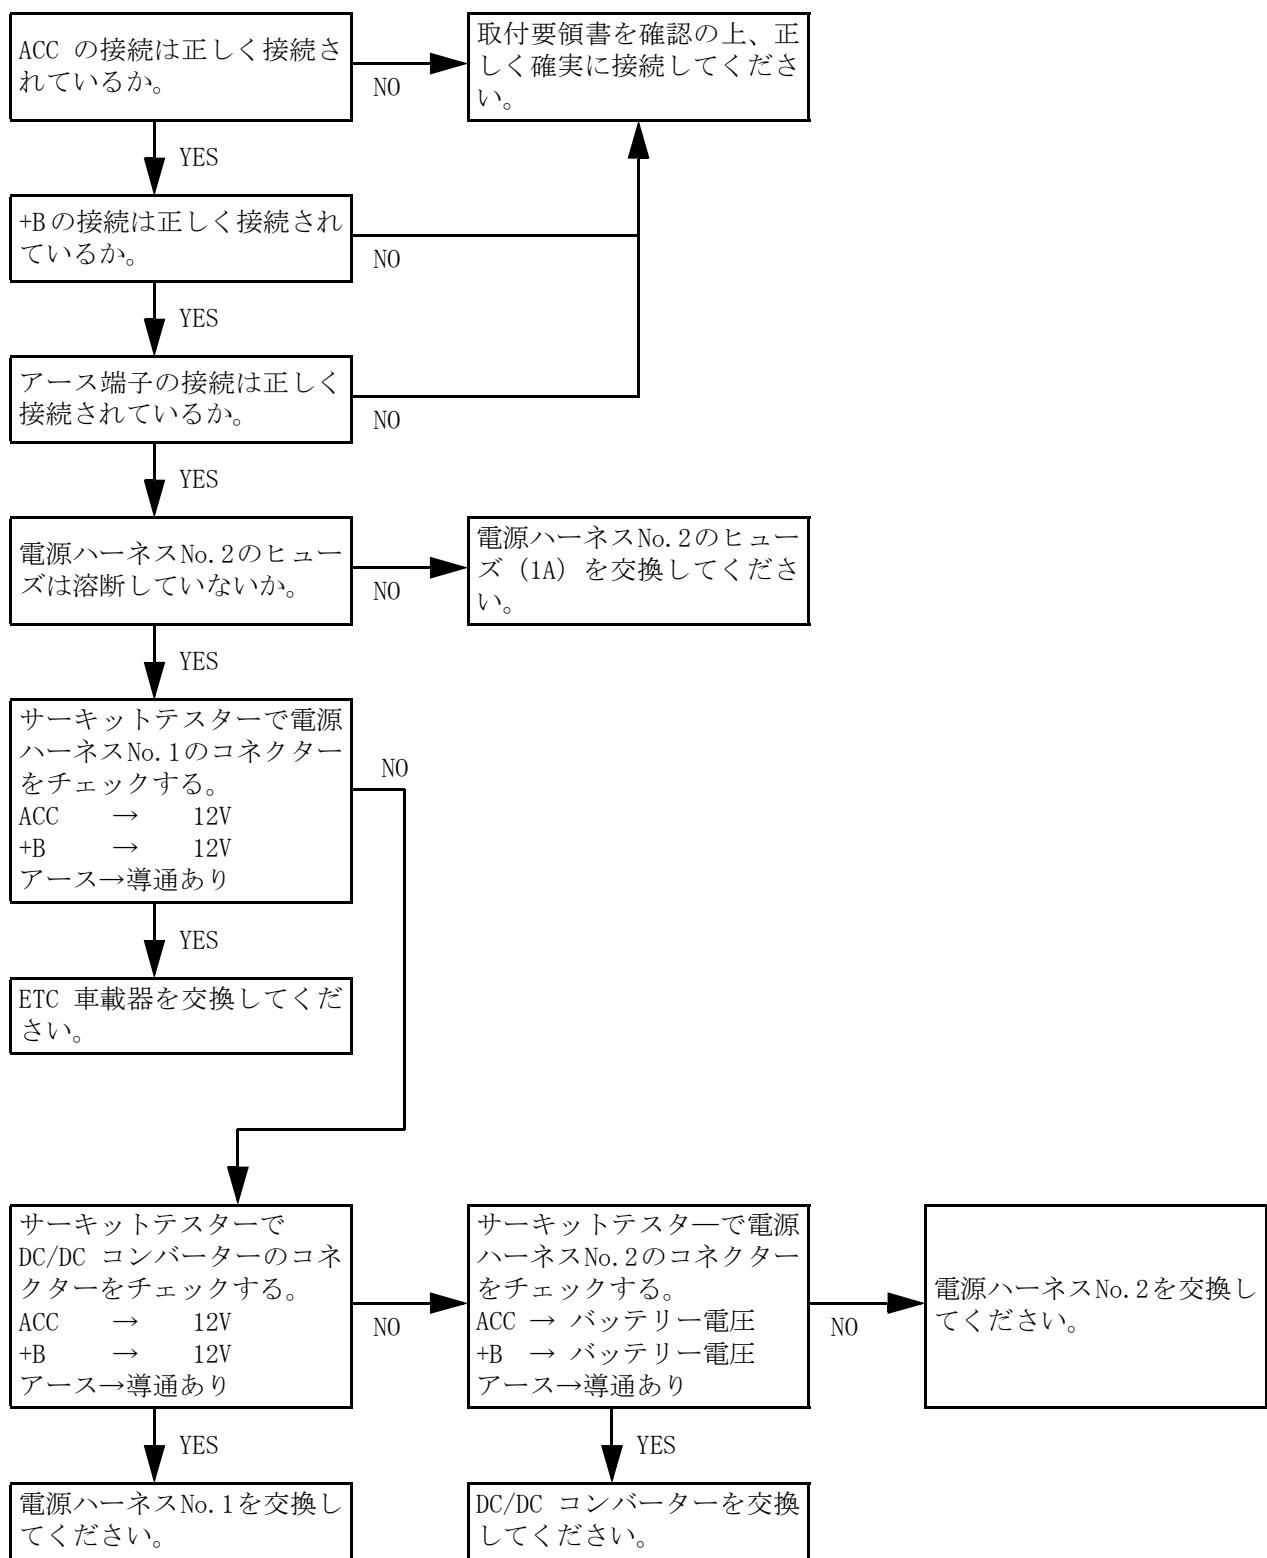 ACC の接続は正しく接続さ
れているか。
NO
取付要領書を確認の上、正
しく確実に接続してくださ
い。
YES
+Bの接続は正しく接続され
ているか。
NO
YES
アース端子の接続は正しく
接続されているか。
NO
YES
電源ハーネスNo.2のヒュー
ズは溶断していないか。
NO
電源ハーネスNo.2のヒュー
ズ（1A）を交換してくださ
い。
YES
サーキットテスターで電源
ハーネスNo.1のコネクター
をチェックする。
ACC → 12V
+B → 12V
アース→導通あり
NO
YES
ETC 車載器を交換してくだ
さい。
サーキットテスターで
DC/DC コンバーターのコネ
クターをチェックする。
ACC → 12V
+B → 12V
アース→導通あり
NO
サーキットテスタ―で電源
ハーネスNo.2のコネクター
をチェックする。
ACC → バッテリー電圧
+B → バッテリー電圧
アース→導通あり
NO
電源ハーネスNo.2を交換し
てください。
YES
電源ハーネスNo.1を交換し
てください。
YES
DC/DC コンバーターを交換
してください。